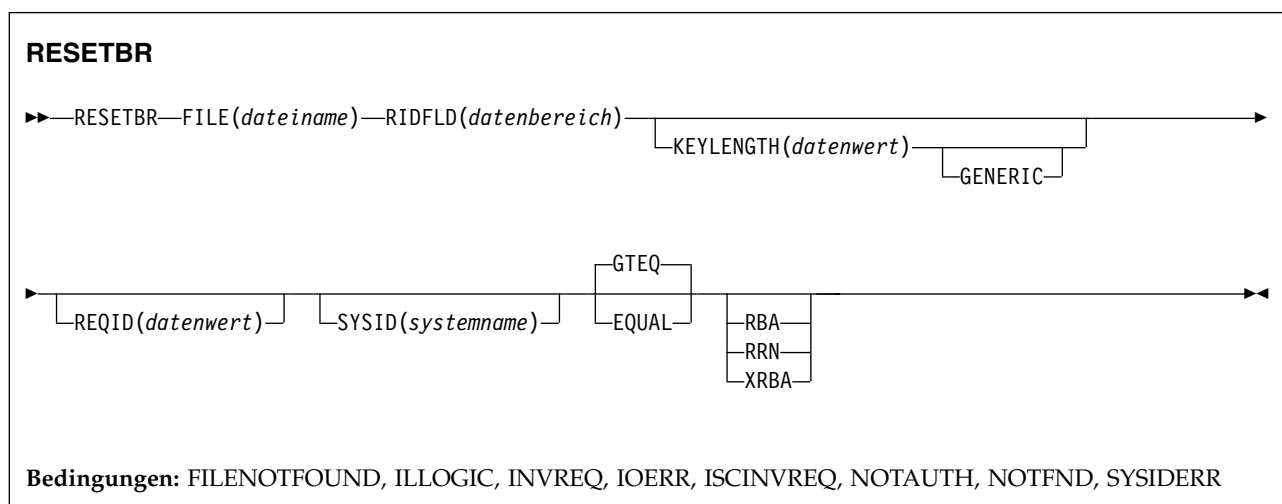 RESETBR
RESETBR FILE(dateiname) RIDFLD(datenbereich)
KEYLENGTH(datenwert)
GENERIC
GTEQ
REQID(datenwert) SYSID(systemname) EQUAL RBA
RRN
XRBA
Bedingungen: FILENOTFOUND, ILLOGIC, INVREQ, IOERR, ISCINVREQ, NOTAUTH, NOTFND, SYSIDERR